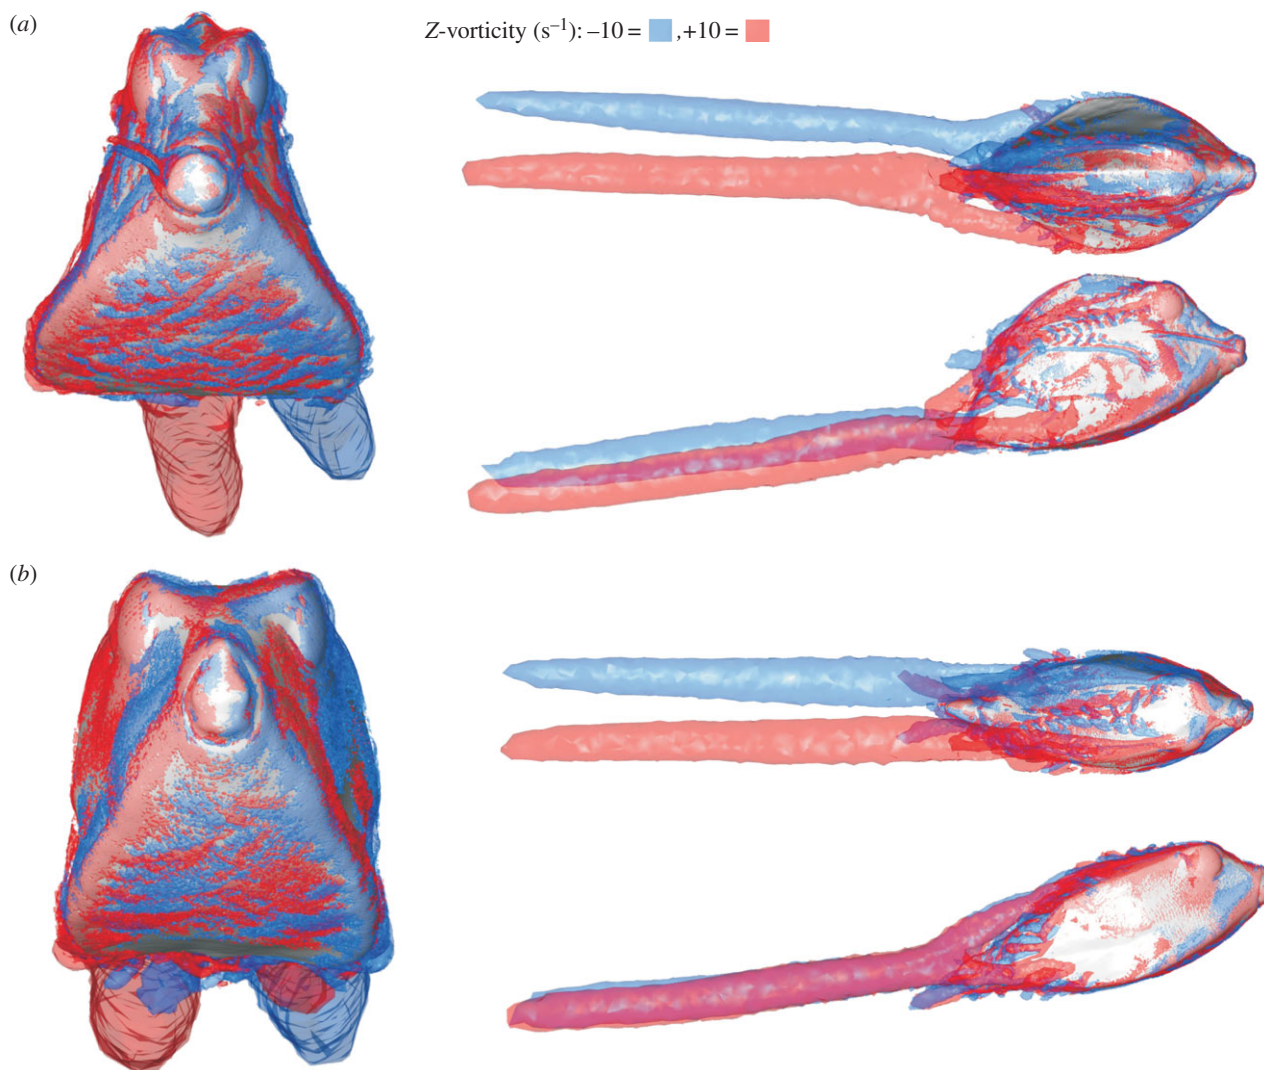 (a)
Z-vorticity (s⁻¹): –10 = ,+10 =
(b)